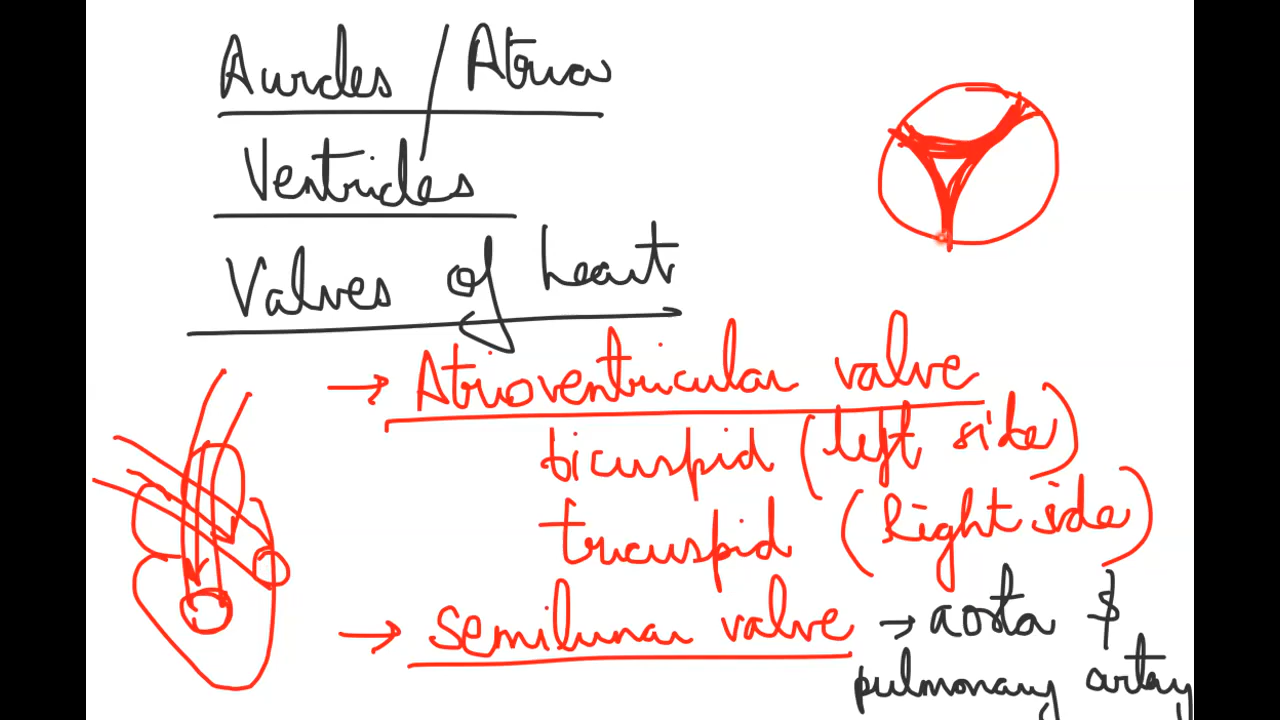 Auricles / Atria
Ventricles
Valves of heart
→ Atrioventricular valve
bicuspid (left side)
tricuspid (Right side)
→ Semilunar valve → aorta &
pulmonary artery